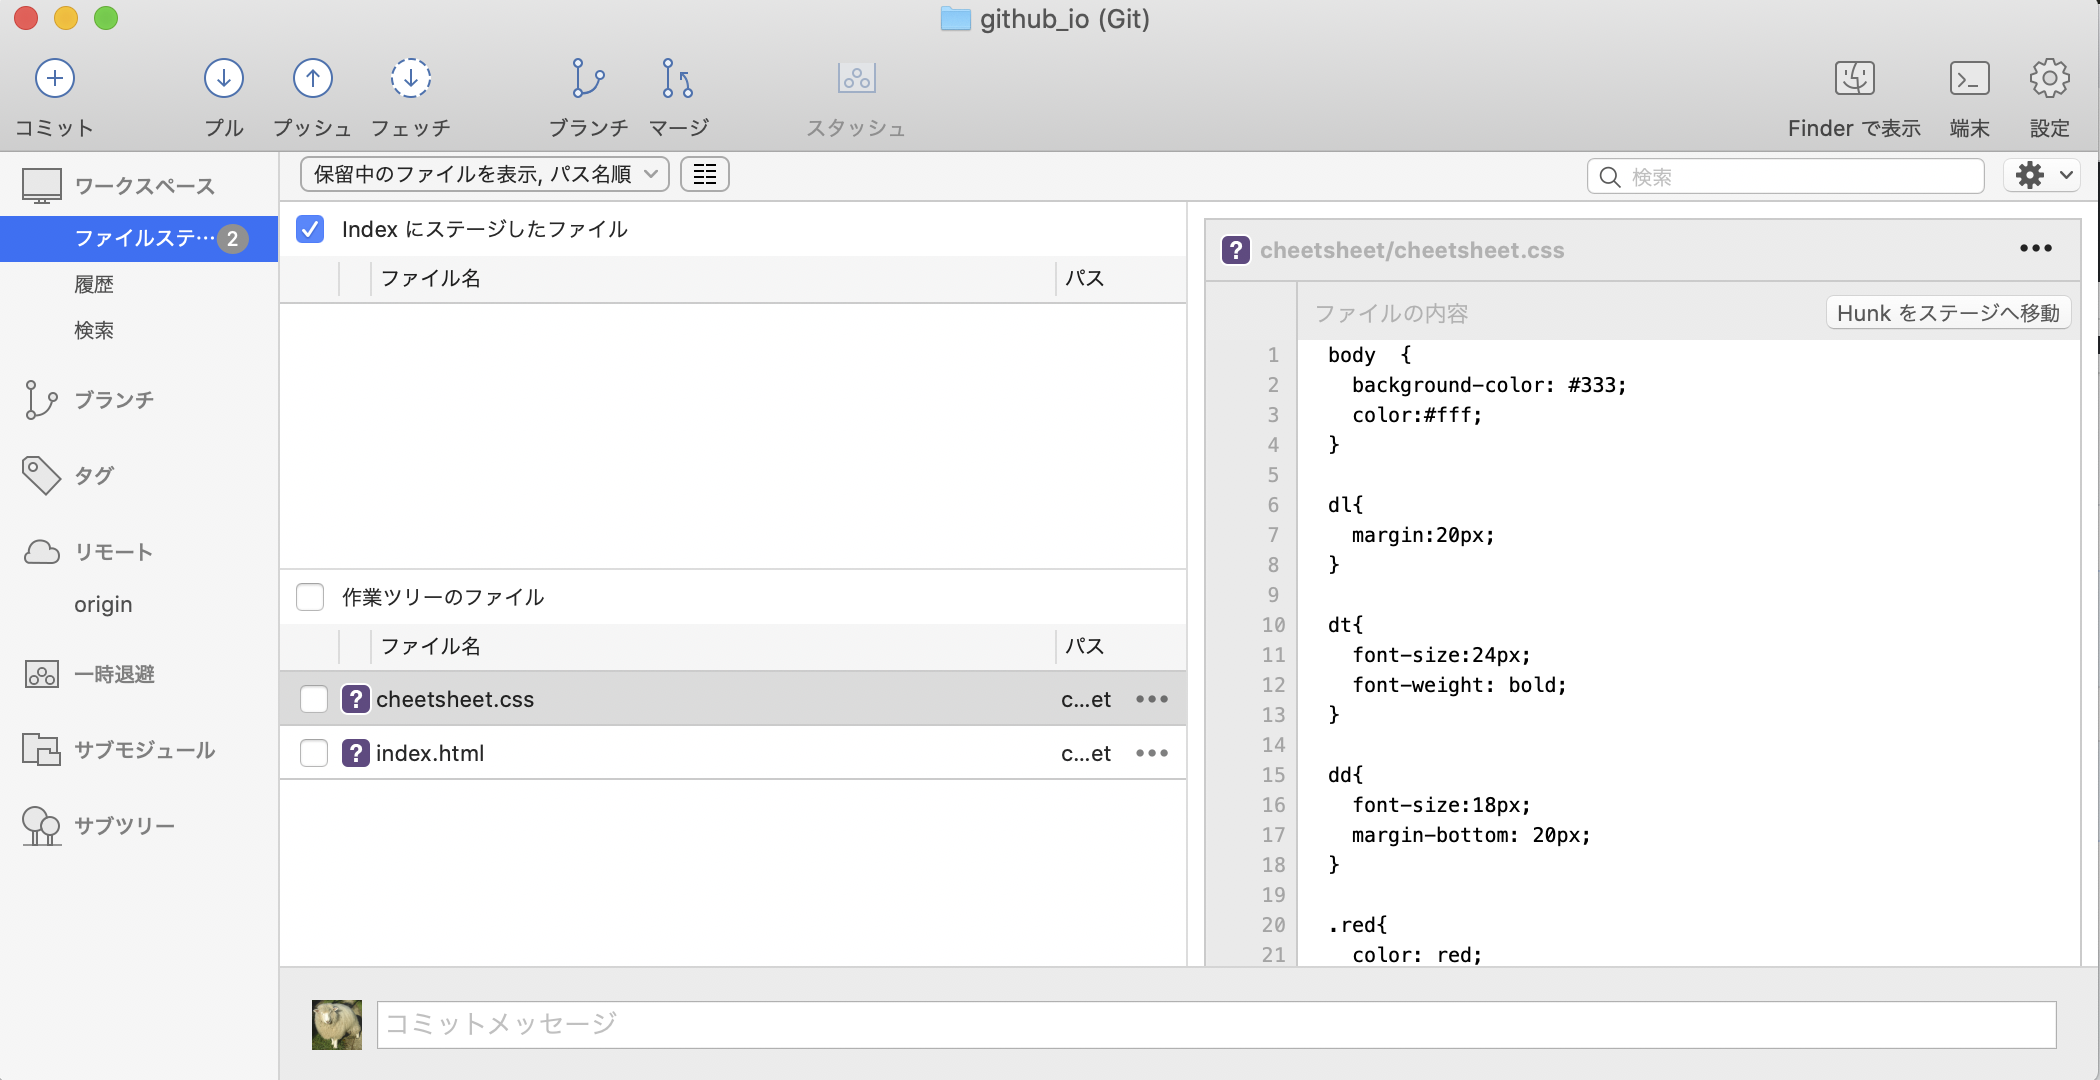 github_io (Git)
コミット
プル
プッシュ
フェッチ
ブランチ
マージ
スタッシュ
Finder で表示
端末
設定
ワークスペース
ファイルステ… 2
履歴
検索
ブランチ
タグ
リモート
origin
一時退避
サブモジュール
サブツリー
保留中のファイルを表示, パス名順
検索
Index にステージしたファイル
ファイル名 パス
作業ツリーのファイル
ファイル名 パス
? cheetsheet.css c...et •••
? index.html c...et •••
? cheetsheet/cheetsheet.css •••
ファイルの内容 Hunk をステージへ移動
1 body  {
2   background-color: #333;
3   color:#fff;
4 }
5
6 dl{
7   margin:20px;
8 }
9
10 dt{
11   font-size:24px;
12   font-weight: bold;
13 }
14
15 dd{
16   font-size:18px;
17   margin-bottom: 20px;
18 }
19
20 .red{
21   color: red;
コミットメッセージ